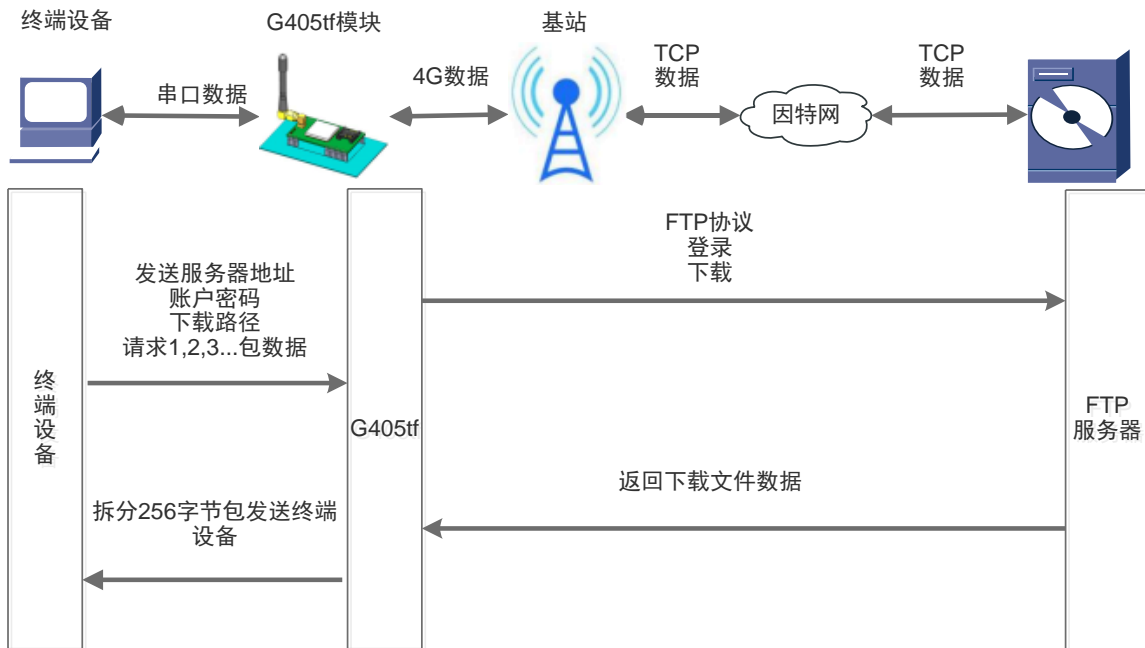 终端设备
G405tf模块
基站
串口数据
4G数据
TCP
数据
因特网
TCP
数据
FTP协议
登录
下载
发送服务器地址
账户密码
下载路径
请求1,2,3...包数据
终
端
设
备
G405tf
FTP
服务器
返回下载文件数据
拆分256字节包发送终端
设备